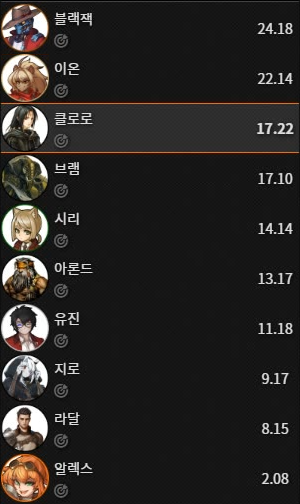 블랙잭
24.18
이온
22.14
클로로
17.22
브램
17.10
시리
14.14
아론드
13.17
유진
11.18
지로
9.17
라달
8.15
알렉스
2.08